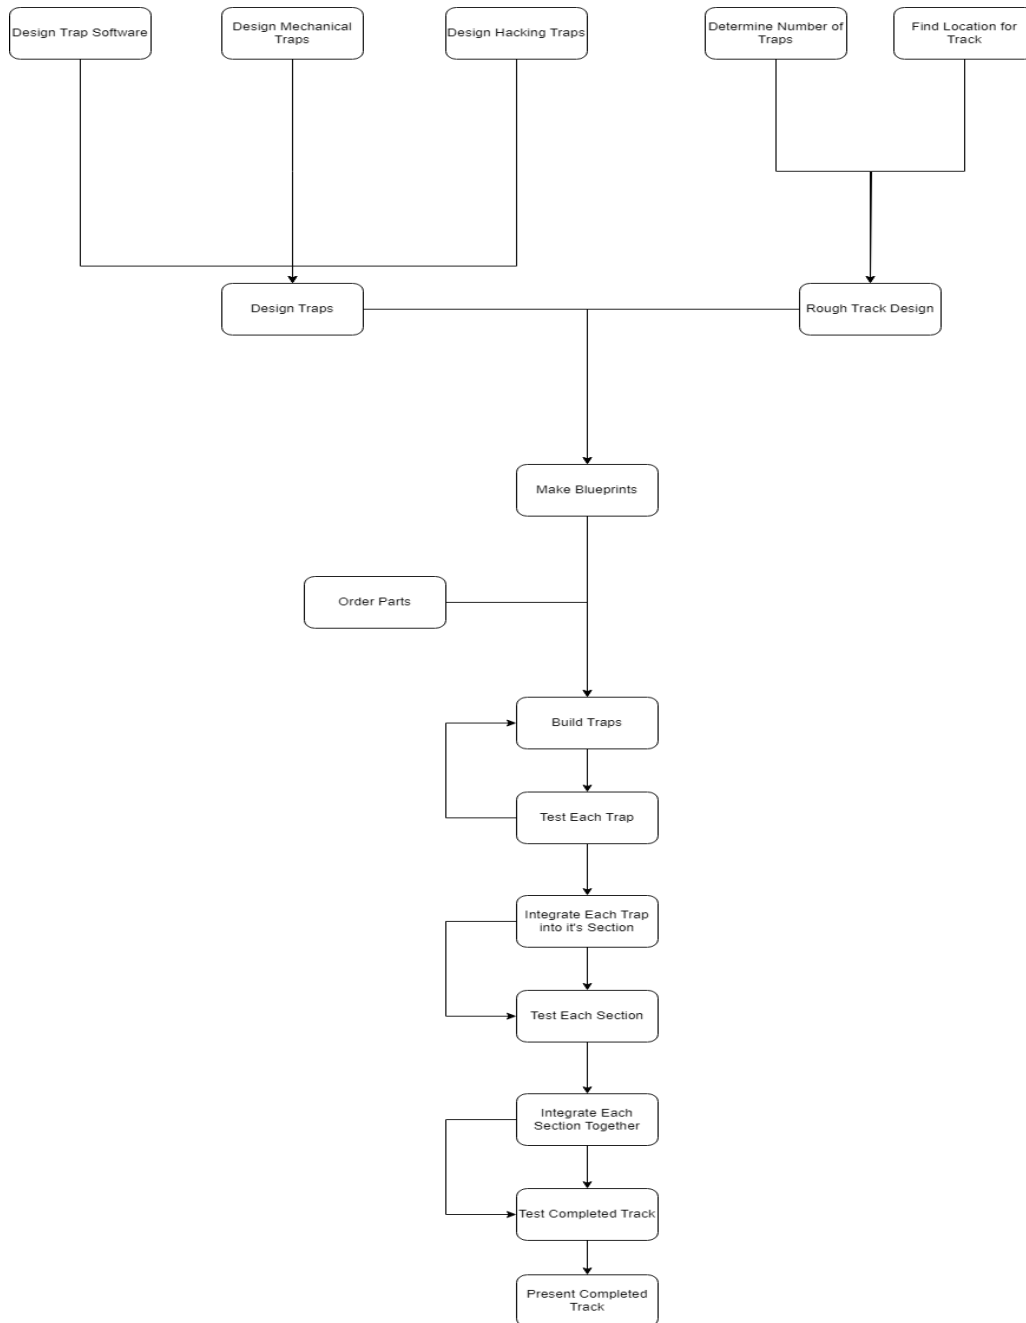 Design Trap Software
Design Mechanical
Traps
Design Hacking Traps
Determine Number of
Traps
Find Location for
Track
Design Traps
Rough Track Design
Make Blueprints
Order Parts
Build Traps
Test Each Trap
Integrate Each Trap
into it's Section
Test Each Section
Integrate Each
Section Together
Test Completed Track
Present Completed
Track